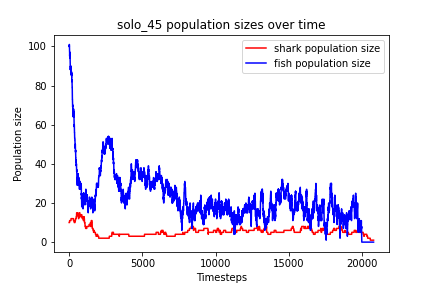 solo_45 population sizes over time
shark population size
fish population size
Population size
100
80
60
40
20
0
0 5000 10000 15000 20000
Timesteps